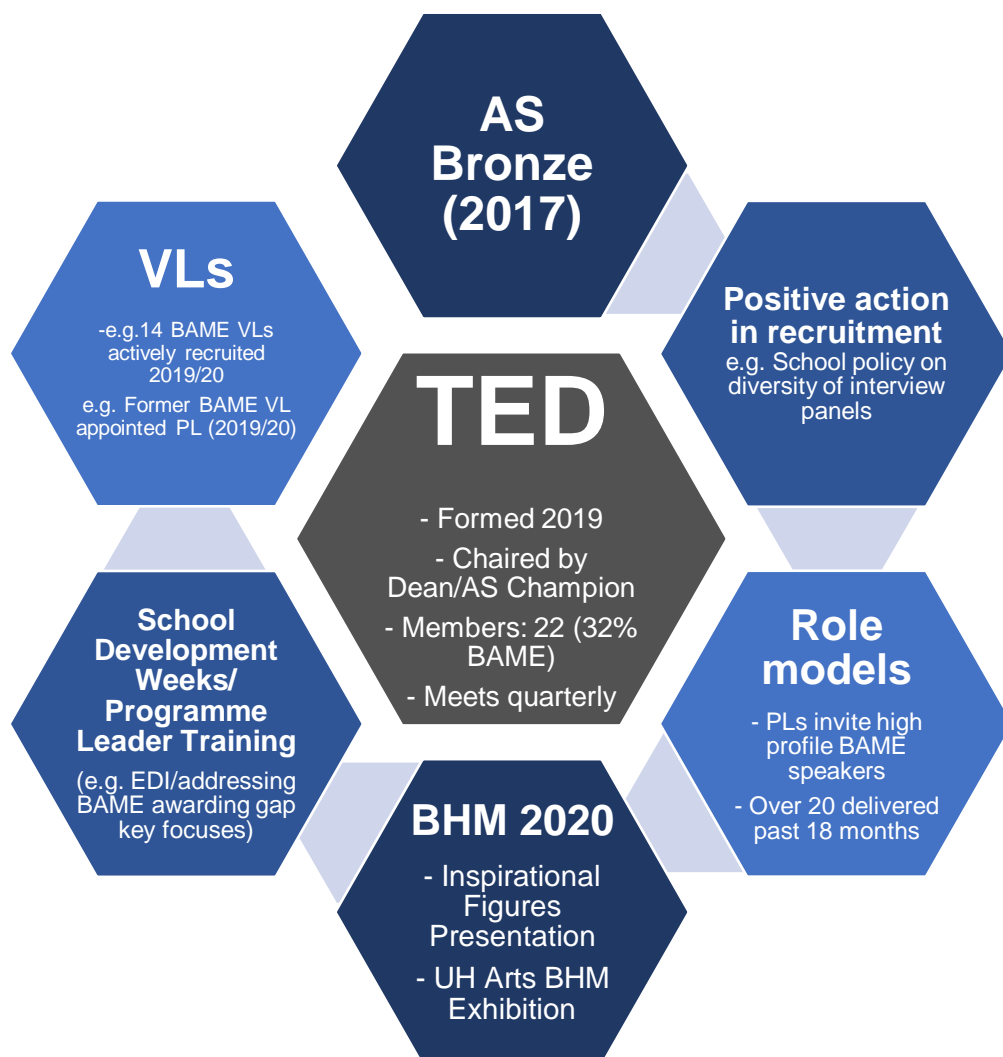 AS
Bronze
(2017)
Positive action
in recruitment
e.g. School policy on
diversity of interview
panels
Role
models
- PLs invite high
profile BAME
speakers
- Over 20 delivered
past 18 months
BHM 2020
- Inspirational
Figures
Presentation
- UH Arts BHM
Exhibition
School
Development
Weeks/
Programme
Leader Training
(e.g. EDI/addressing
BAME awarding gap
key focuses)
VLs
-e.g.14 BAME VLs
actively recruited
2019/20
e.g. Former BAME VL
appointed PL (2019/20)
TED
- Formed 2019
- Chaired by
Dean/AS Champion
- Members: 22 (32%
BAME)
- Meets quarterly